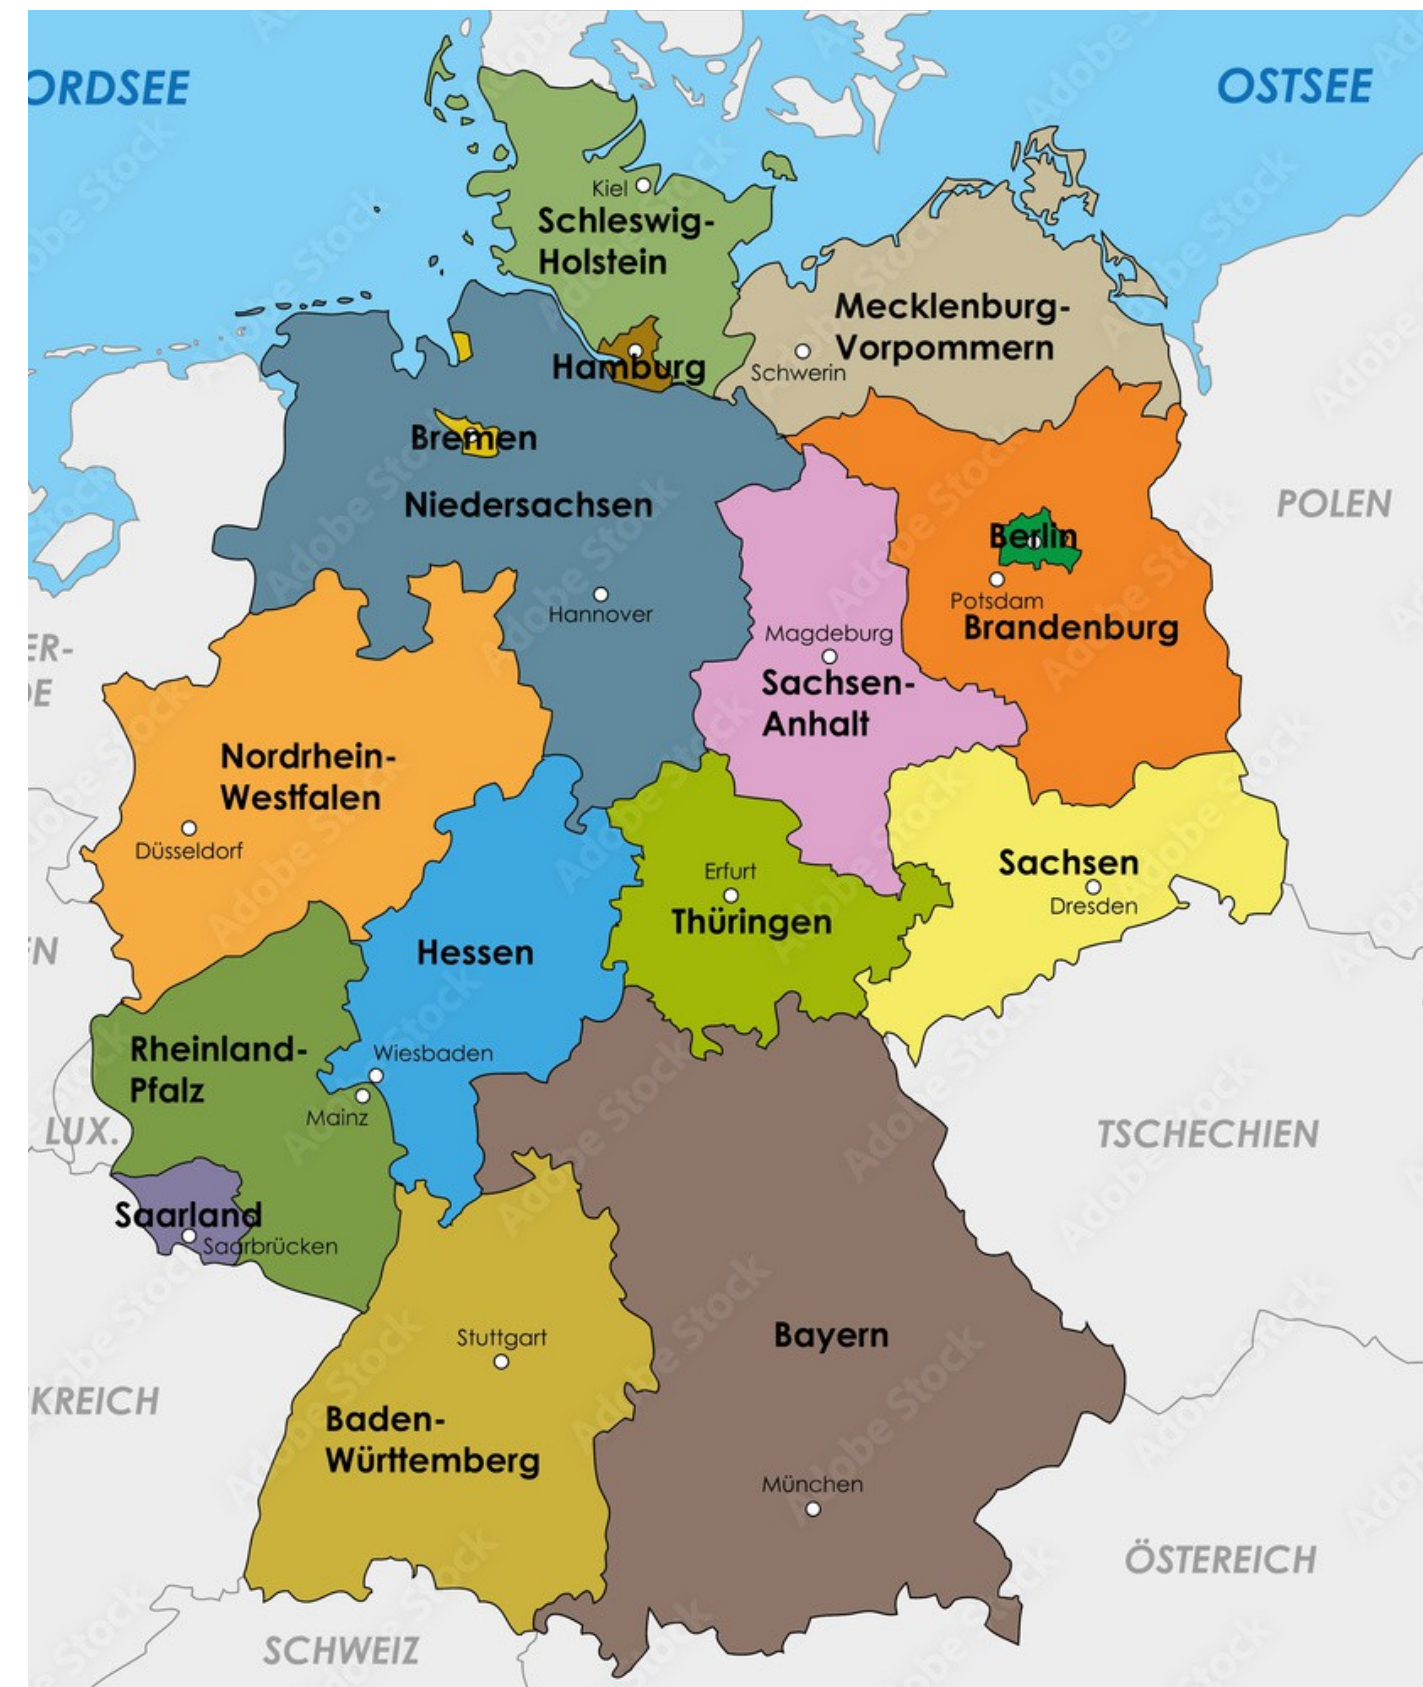 ORDSEE
OSTSEE
Kiel
Schleswig-
Holstein
Mecklenburg-
Vorpommern
Schwerin
Hamburg
Bremen
Niedersachsen
Hannover
POLEN
Berlin
Potsdam
Brandenburg
Magdeburg
Sachsen-
Anhalt
ER-
DE
Nordrhein-
Westfalen
Düsseldorf
Sachsen
Dresden
Erfurt
Thüringen
Hessen
EN
Rheinland-
Pfalz
Wiesbaden
Mainz
LUX.
TSCHECHIEN
Saarland
Saarbrücken
Stuttgart
Bayern
KREICH
Baden-
Württemberg
München
ÖSTEREICH
SCHWEIZ
Adobe Stock